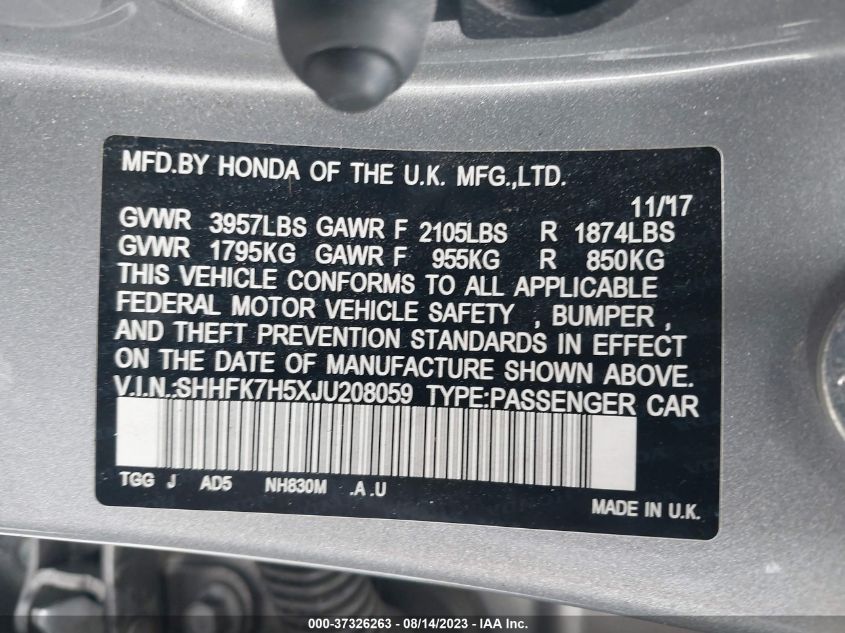 MFD.BY HONDA OF THE U.K. MFG.,LTD.
11/'17
GVWR 3957LBS GAWR F 2105LBS R 1874LBS
GVWR 1795KG GAWR F 955KG R 850KG
THIS VEHICLE CONFORMS TO ALL APPLICABLE
FEDERAL MOTOR VEHICLE SAFETY , BUMPER ,
AND THEFT PREVENTION STANDARDS IN EFFECT
ON THE DATE OF MANUFACTURE SHOWN ABOVE.
V.I.N.:SHHFK7H5XJU208059 TYPE:PASSENGER CAR
TGG J AD5 NH830M .A .U
MADE IN U.K.
000-37326263 - 08/14/2023 - www.iaai.com